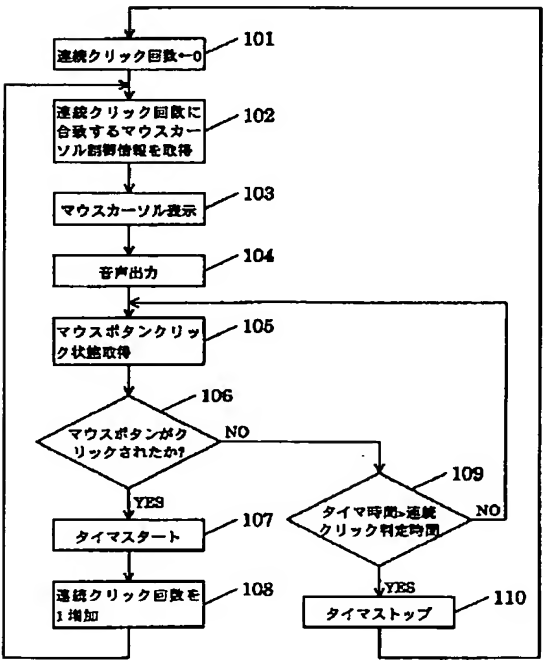 連続クリック回数←0
101
連続クリック回数に
合致するマウスカー
ソル制御情報を取得
102
マウスカーソル表示
103
音声出力
104
マウスボタンクリッ
ク状態取得
105
106
マウスボタンがク
リックされたか?
NO
YES
109
タイマ時間>連続
クリック判定時間
NO
YES
タイマスタート
107
連続クリック回数を
1増加
108
タイマストップ
110